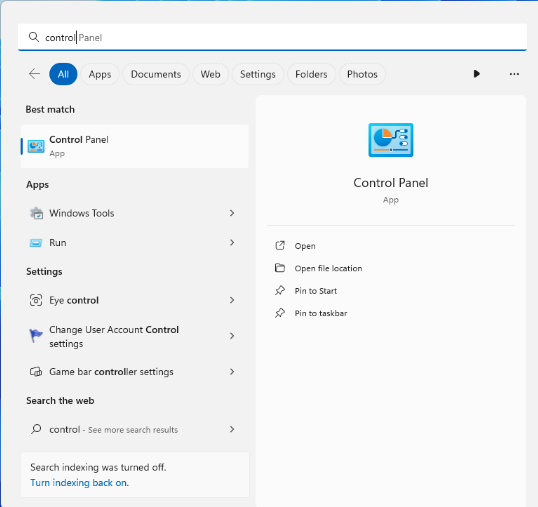 control Panel
All Apps Documents Web Settings Folders Photos
Best match
Control Panel
App
Apps
Windows Tools
Run
Settings
Eye control
Change User Account Control
settings
Game bar controller settings
Search the web
control - See more search results
Search indexing was turned off.
Turn indexing back on.
Control Panel
App
Open
Open file location
Pin to Start
Pin to taskbar